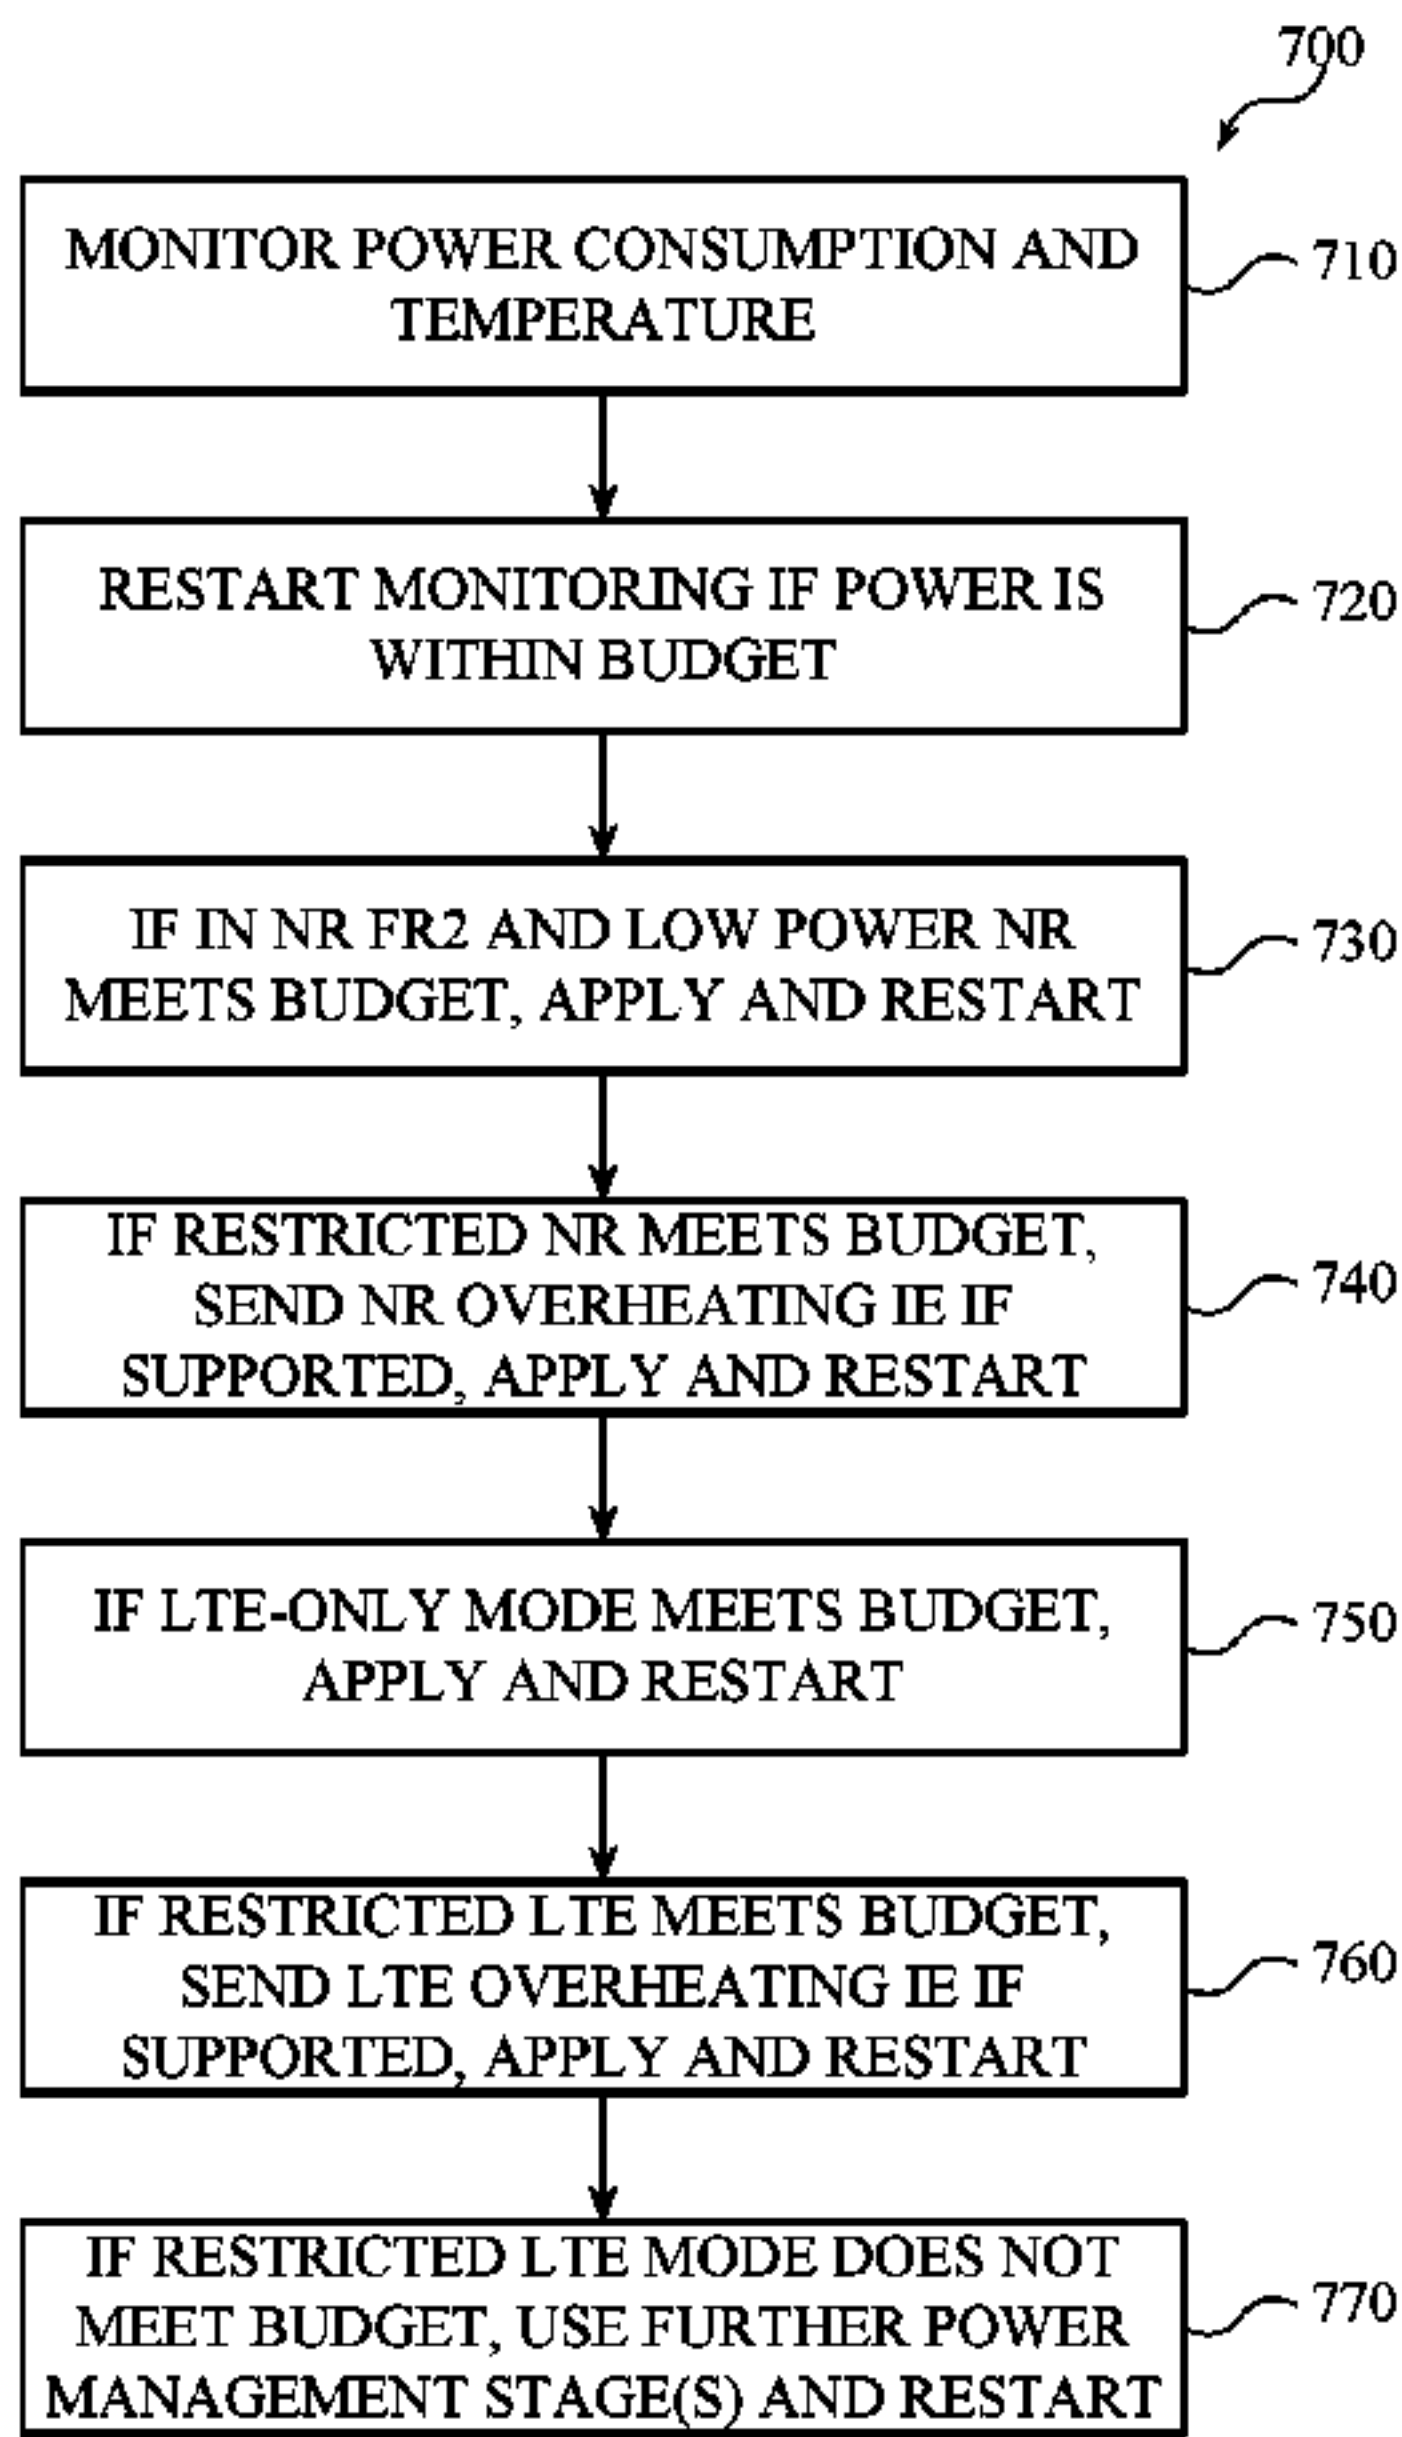 700
MONITOR POWER CONSUMPTION AND
TEMPERATURE
710
RESTART MONITORING IF POWER IS
WITHIN BUDGET
720
IF IN NR FR2 AND LOW POWER NR
MEETS BUDGET, APPLY AND RESTART
730
IF RESTRICTED NR MEETS BUDGET,
SEND NR OVERHEATING IE IF
SUPPORTED, APPLY AND RESTART
740
IF LTE-ONLY MODE MEETS BUDGET,
APPLY AND RESTART
750
IF RESTRICTED LTE MEETS BUDGET,
SEND LTE OVERHEATING IE IF
SUPPORTED, APPLY AND RESTART
760
IF RESTRICTED LTE MODE DOES NOT
MEET BUDGET, USE FURTHER POWER
MANAGEMENT STAGE(S) AND RESTART
770